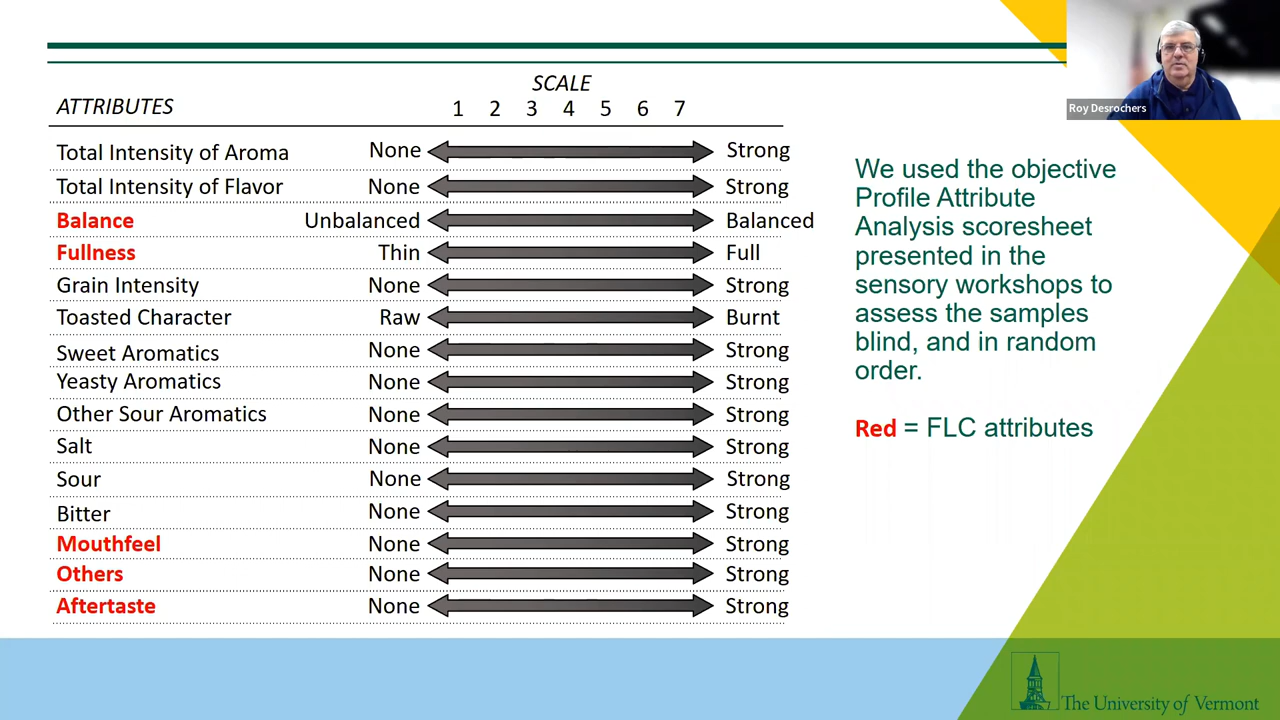 SCALE
ATTRIBUTES 1 2 3 4 5 6 7
Total Intensity of Aroma None Strong
Total Intensity of Flavor None Strong
Balance Unbalanced Balanced
Fullness Thin Full
Grain Intensity None Strong
Toasted Character Raw Burnt
Sweet Aromatics None Strong
Yeasty Aromatics None Strong
Other Sour Aromatics None Strong
Salt None Strong
Sour None Strong
Bitter None Strong
Mouthfeel None Strong
Others None Strong
Aftertaste None Strong
Roy Desrochers
We used the objective
Profile Attribute
Analysis scoresheet
presented in the
sensory workshops to
assess the samples
blind, and in random
order.
Red = FLC attributes
The University of Vermont